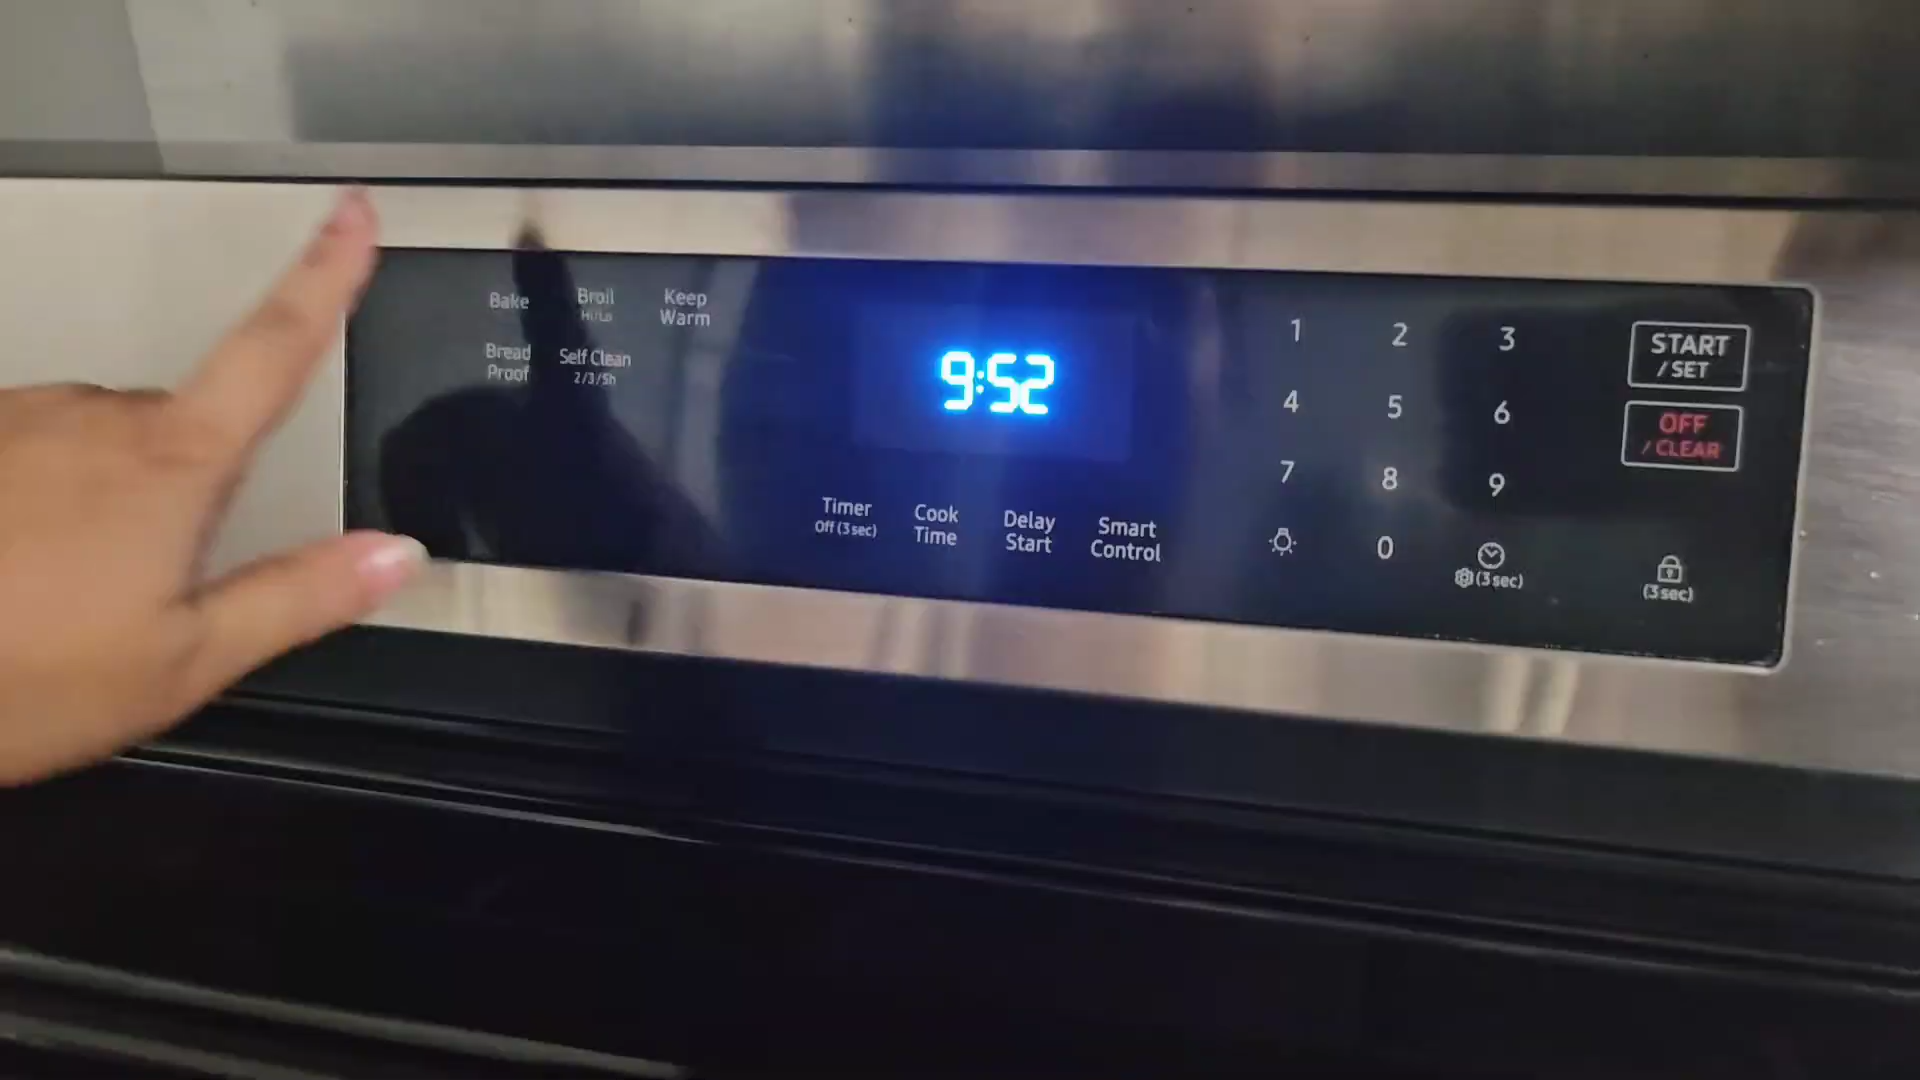 Bake
Broil
Hi/Lo
Keep
Warm
Bread
Proof
Self Clean
2/3/5h
9:52
Timer
Off (3 sec)
Cook
Time
Delay
Start
Smart
Control
1 2 3
4 5 6
7 8 9
0
(3 sec)
START
/ SET
OFF
/ CLEAR
(3 sec)